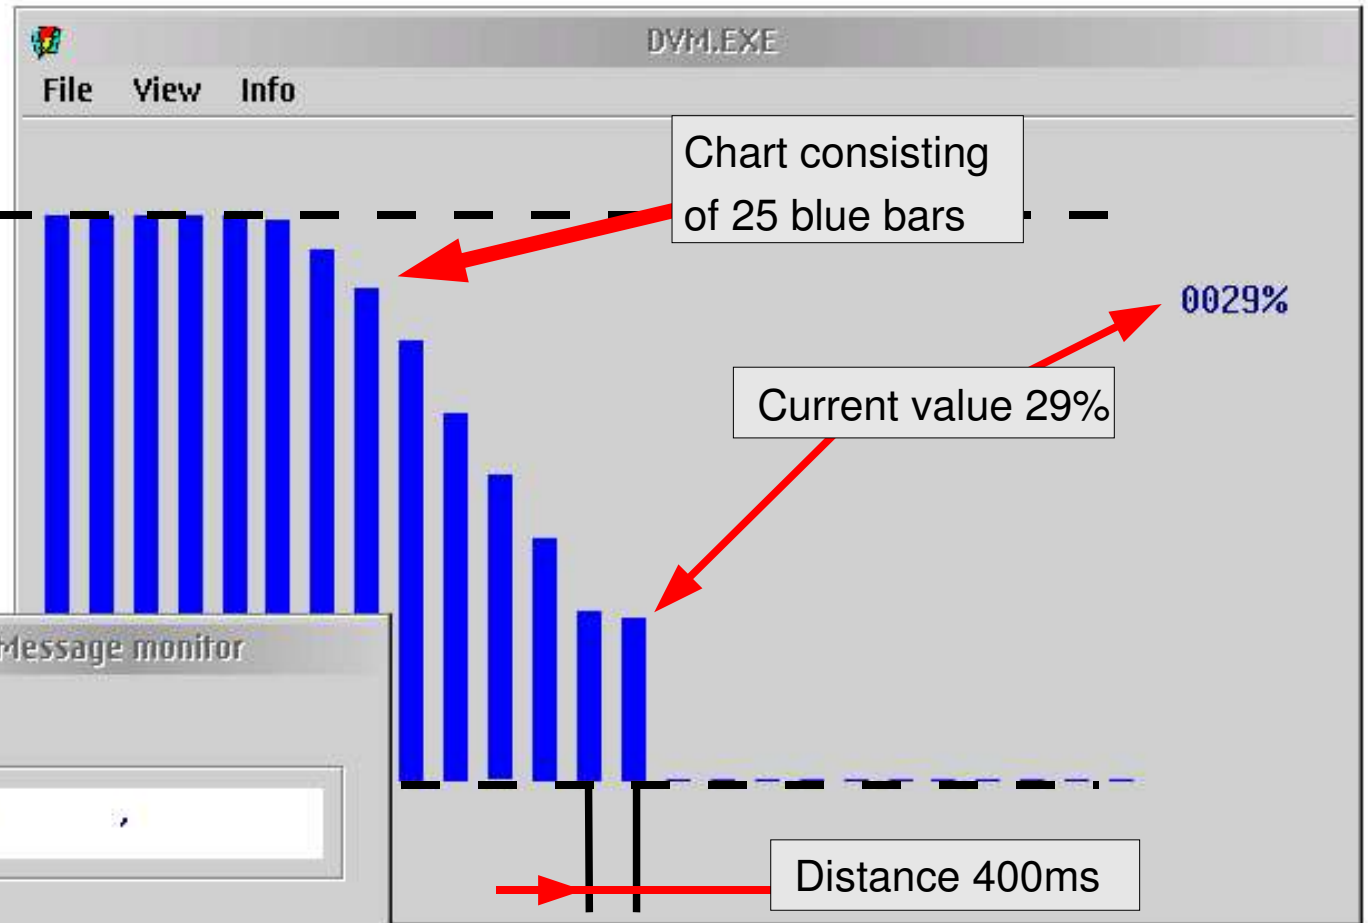 DVM.EXE
File View Info
Chart consisting
of 25 blue bars
0029%
Current value 29%
Message monitor
,
Distance 400ms